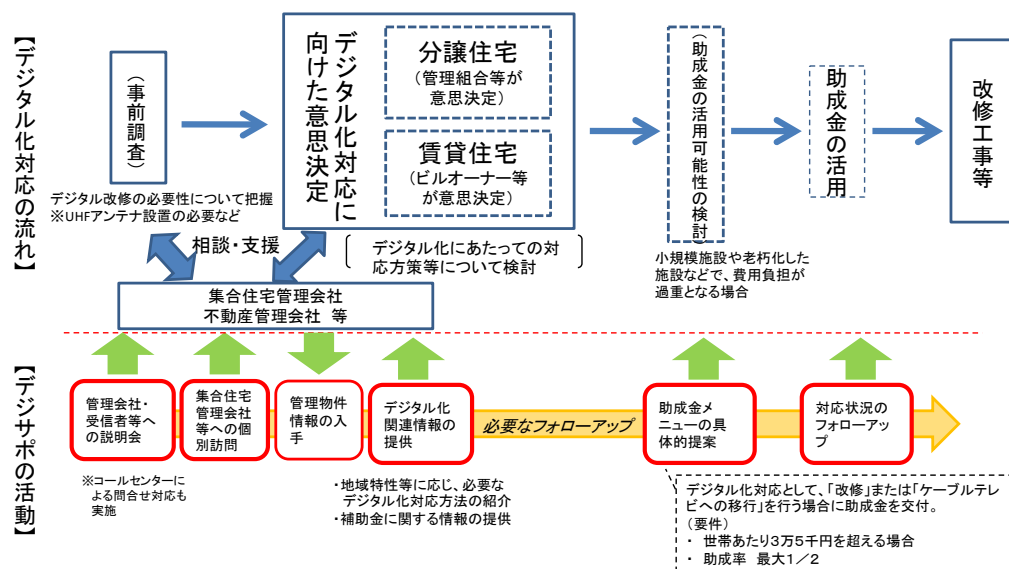 【デジタル化対応の流れ】
（事前調査）
デジタル改修の必要性について把握
※UHFアンテナ設置の必要など
デジタル化対応に
向けた意思決定
分譲住宅
(管理組合等が
意思決定)
賃貸住宅
(ビルオーナー等
が意思決定)
デジタル化にあたっての対
応方策等について検討
（助成金の活用可能性の検討）
小規模施設や老朽化した
施設などで、費用負担が
過重となる場合
助成金の活用
改修工事等
相談・支援
集合住宅管理会社
不動産管理会社 等
【デジサポの活動】
管理会社・
受信者等へ
の説明会
※コールセンターに
よる問合せ対応も
実施
集合住宅
管理会社
等への個
別訪問
管理物件
情報の入
手
デジタル化
関連情報の
提供
・地域特性等に応じ、必要な
デジタル化対応方法の紹介
・補助金に関する情報の提供
必要なフォローアップ
助成金メ
ニューの具
体的提案
対応状況の
フォローアッ
プ
デジタル化対応として、「改修」または「ケーブルテレ
ビへの移行」を行う場合に助成金を交付。
(要件)
・ 世帯あたり3万5千円を超える場合
・ 助成率 最大1／2